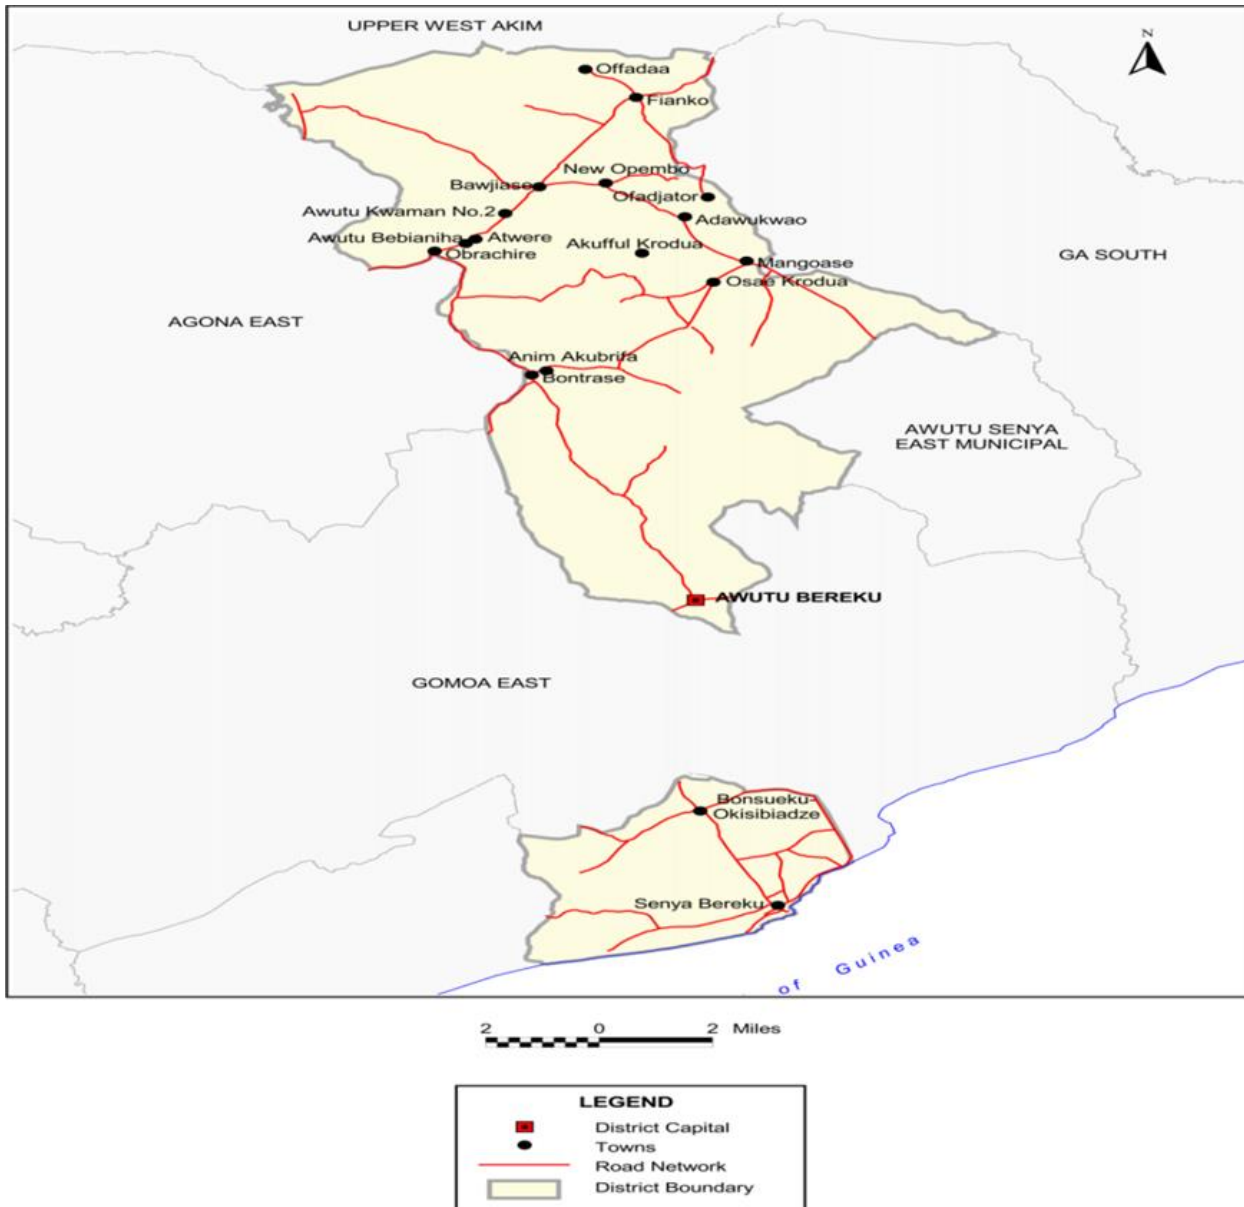 UPPER WEST AKIM
N
Offadaa
Fianko
New Opembo
Bawjiase
Ofadjator
Awutu Kwaman No.2
Adawukwao
Awutu Bebianiha
Atwere
Akufful Krodua
Obrachire
GA SOUTH
Mangoase
Osae Krodua
AGONA EAST
Anim Akubrifa
Bontrase
AWUTU SENYA
EAST MUNICIPAL
AWUTU BEREKU
GOMOA EAST
Bonsueku-
Okisibiadze
Senya Bereku
of Guinea
2 0 2 Miles
LEGEND
District Capital
Towns
Road Network
District Boundary